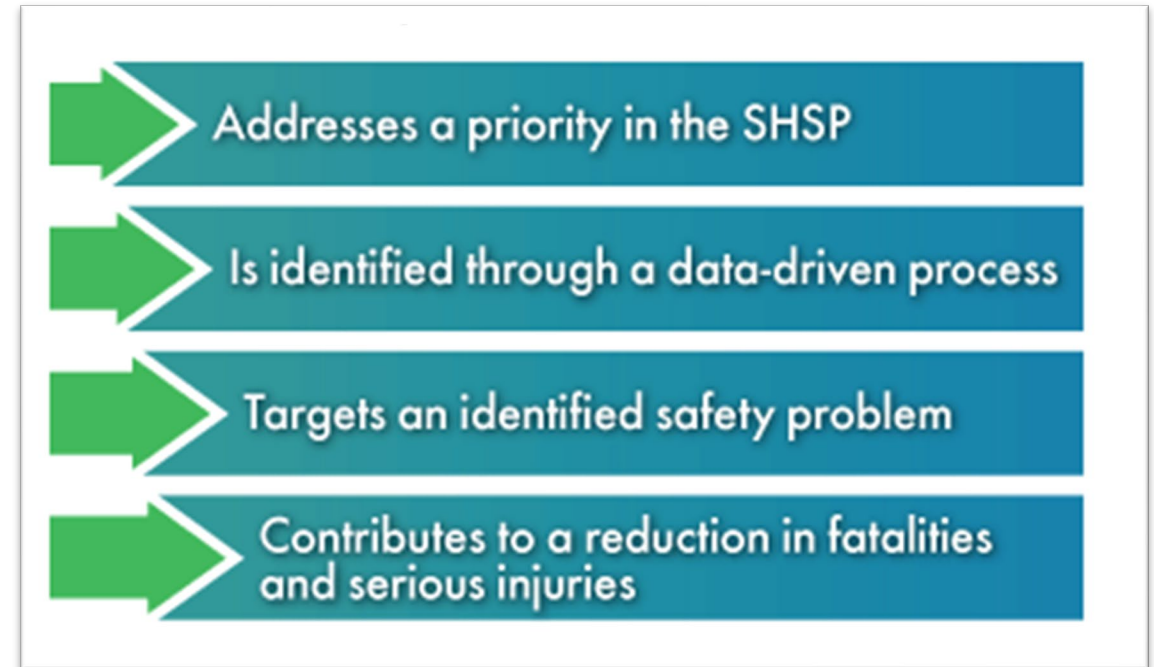 Addresses a priority in the SHSP
Is identified through a data-driven process
Targets an identified safety problem
Contributes to a reduction in fatalities
and serious injuries